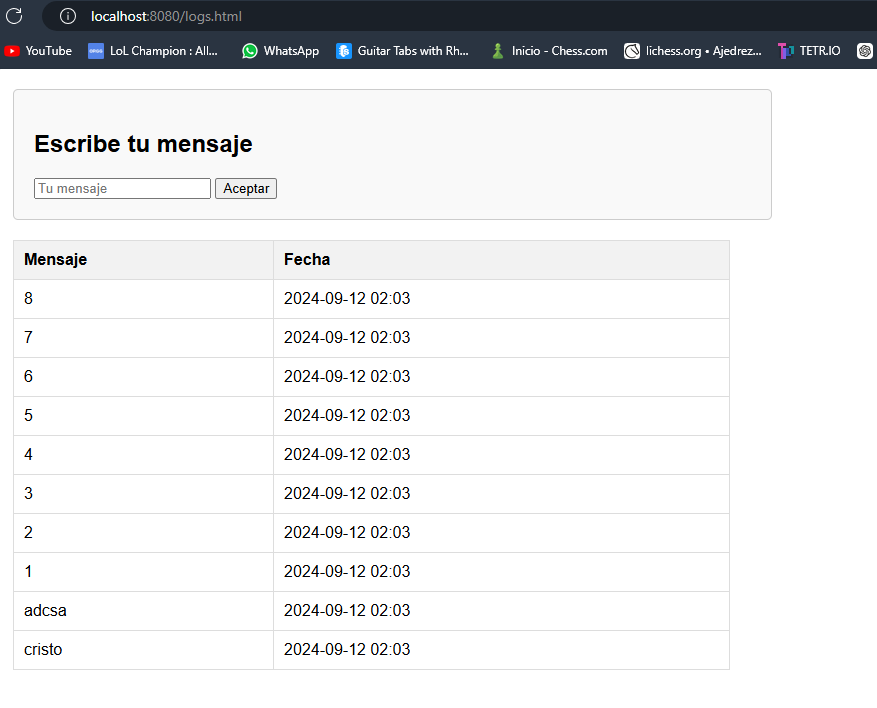 localhost:8080/logs.html
YouTube LoL Champion : All... WhatsApp Guitar Tabs with Rh... Inicio - Chess.com lichess.org • Ajedrez... TETR.IO
Escribe tu mensaje
Tu mensaje Aceptar
Mensaje Fecha
8 2024-09-12 02:03
7 2024-09-12 02:03
6 2024-09-12 02:03
5 2024-09-12 02:03
4 2024-09-12 02:03
3 2024-09-12 02:03
2 2024-09-12 02:03
1 2024-09-12 02:03
adcsa 2024-09-12 02:03
cristo 2024-09-12 02:03